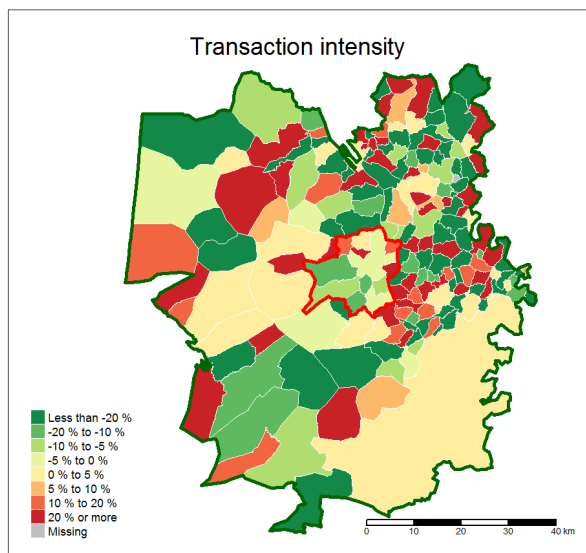 Transaction intensity
Less than -20 %
-20 % to -10 %
-10 % to -5 %
-5 % to 0 %
0 % to 5 %
5 % to 10 %
10 % to 20 %
20 % or more
Missing
0 10 20 30 40 km